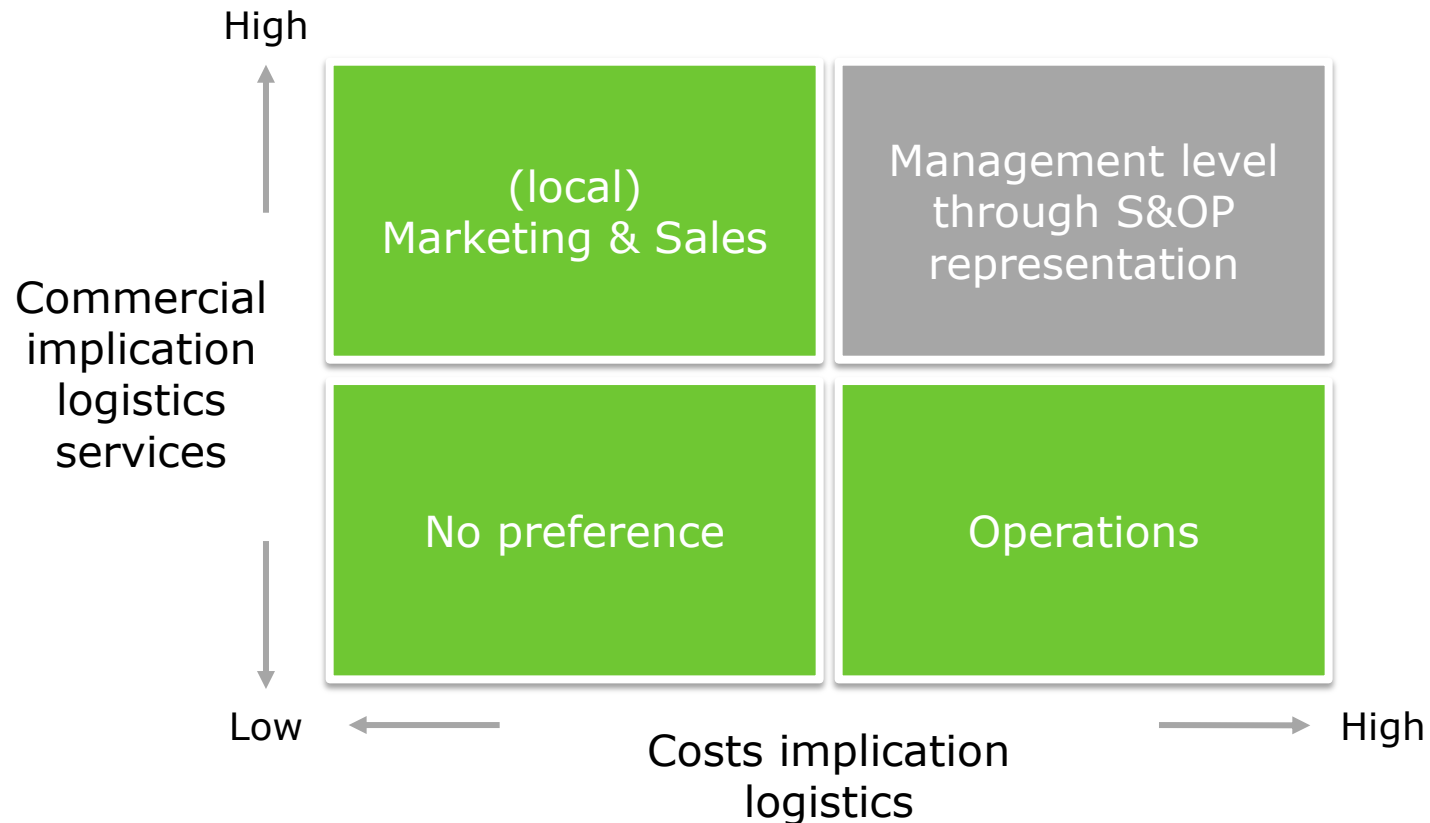 High
(local)
Marketing & Sales
Management level
through S&OP
representation
Commercial
implication
logistics
services
No preference
Operations
Low
High
Costs implication
logistics